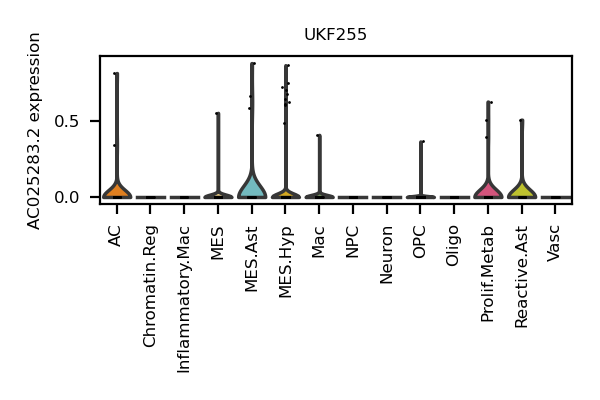 UKF255
AC025283.2 expression
0.5
0.0
AC
Chromatin.Reg
Inflammatory.Mac
MES
MES.Ast
MES.Hyp
Mac
NPC
Neuron
OPC
Oligo
Prolif.Metab
Reactive.Ast
Vasc